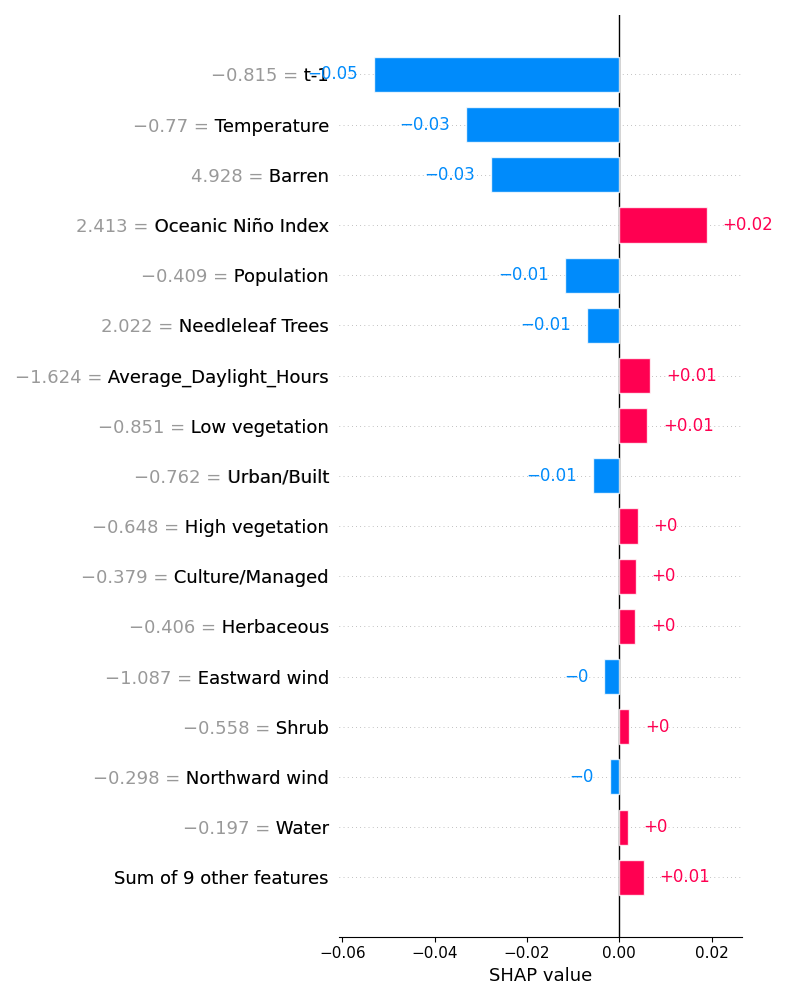 −0.815 = t-1 −0.05
−0.77 = Temperature −0.03
4.928 = Barren −0.03
2.413 = Oceanic Niño Index +0.02
−0.409 = Population −0.01
2.022 = Needleleaf Trees −0.01
−1.624 = Average_Daylight_Hours +0.01
−0.851 = Low vegetation +0.01
−0.762 = Urban/Built −0.01
−0.648 = High vegetation +0
−0.379 = Culture/Managed +0
−0.406 = Herbaceous +0
−1.087 = Eastward wind −0
−0.558 = Shrub +0
−0.298 = Northward wind −0
−0.197 = Water +0
Sum of 9 other features +0.01
−0.06 −0.04 −0.02 0.00 0.02
SHAP value